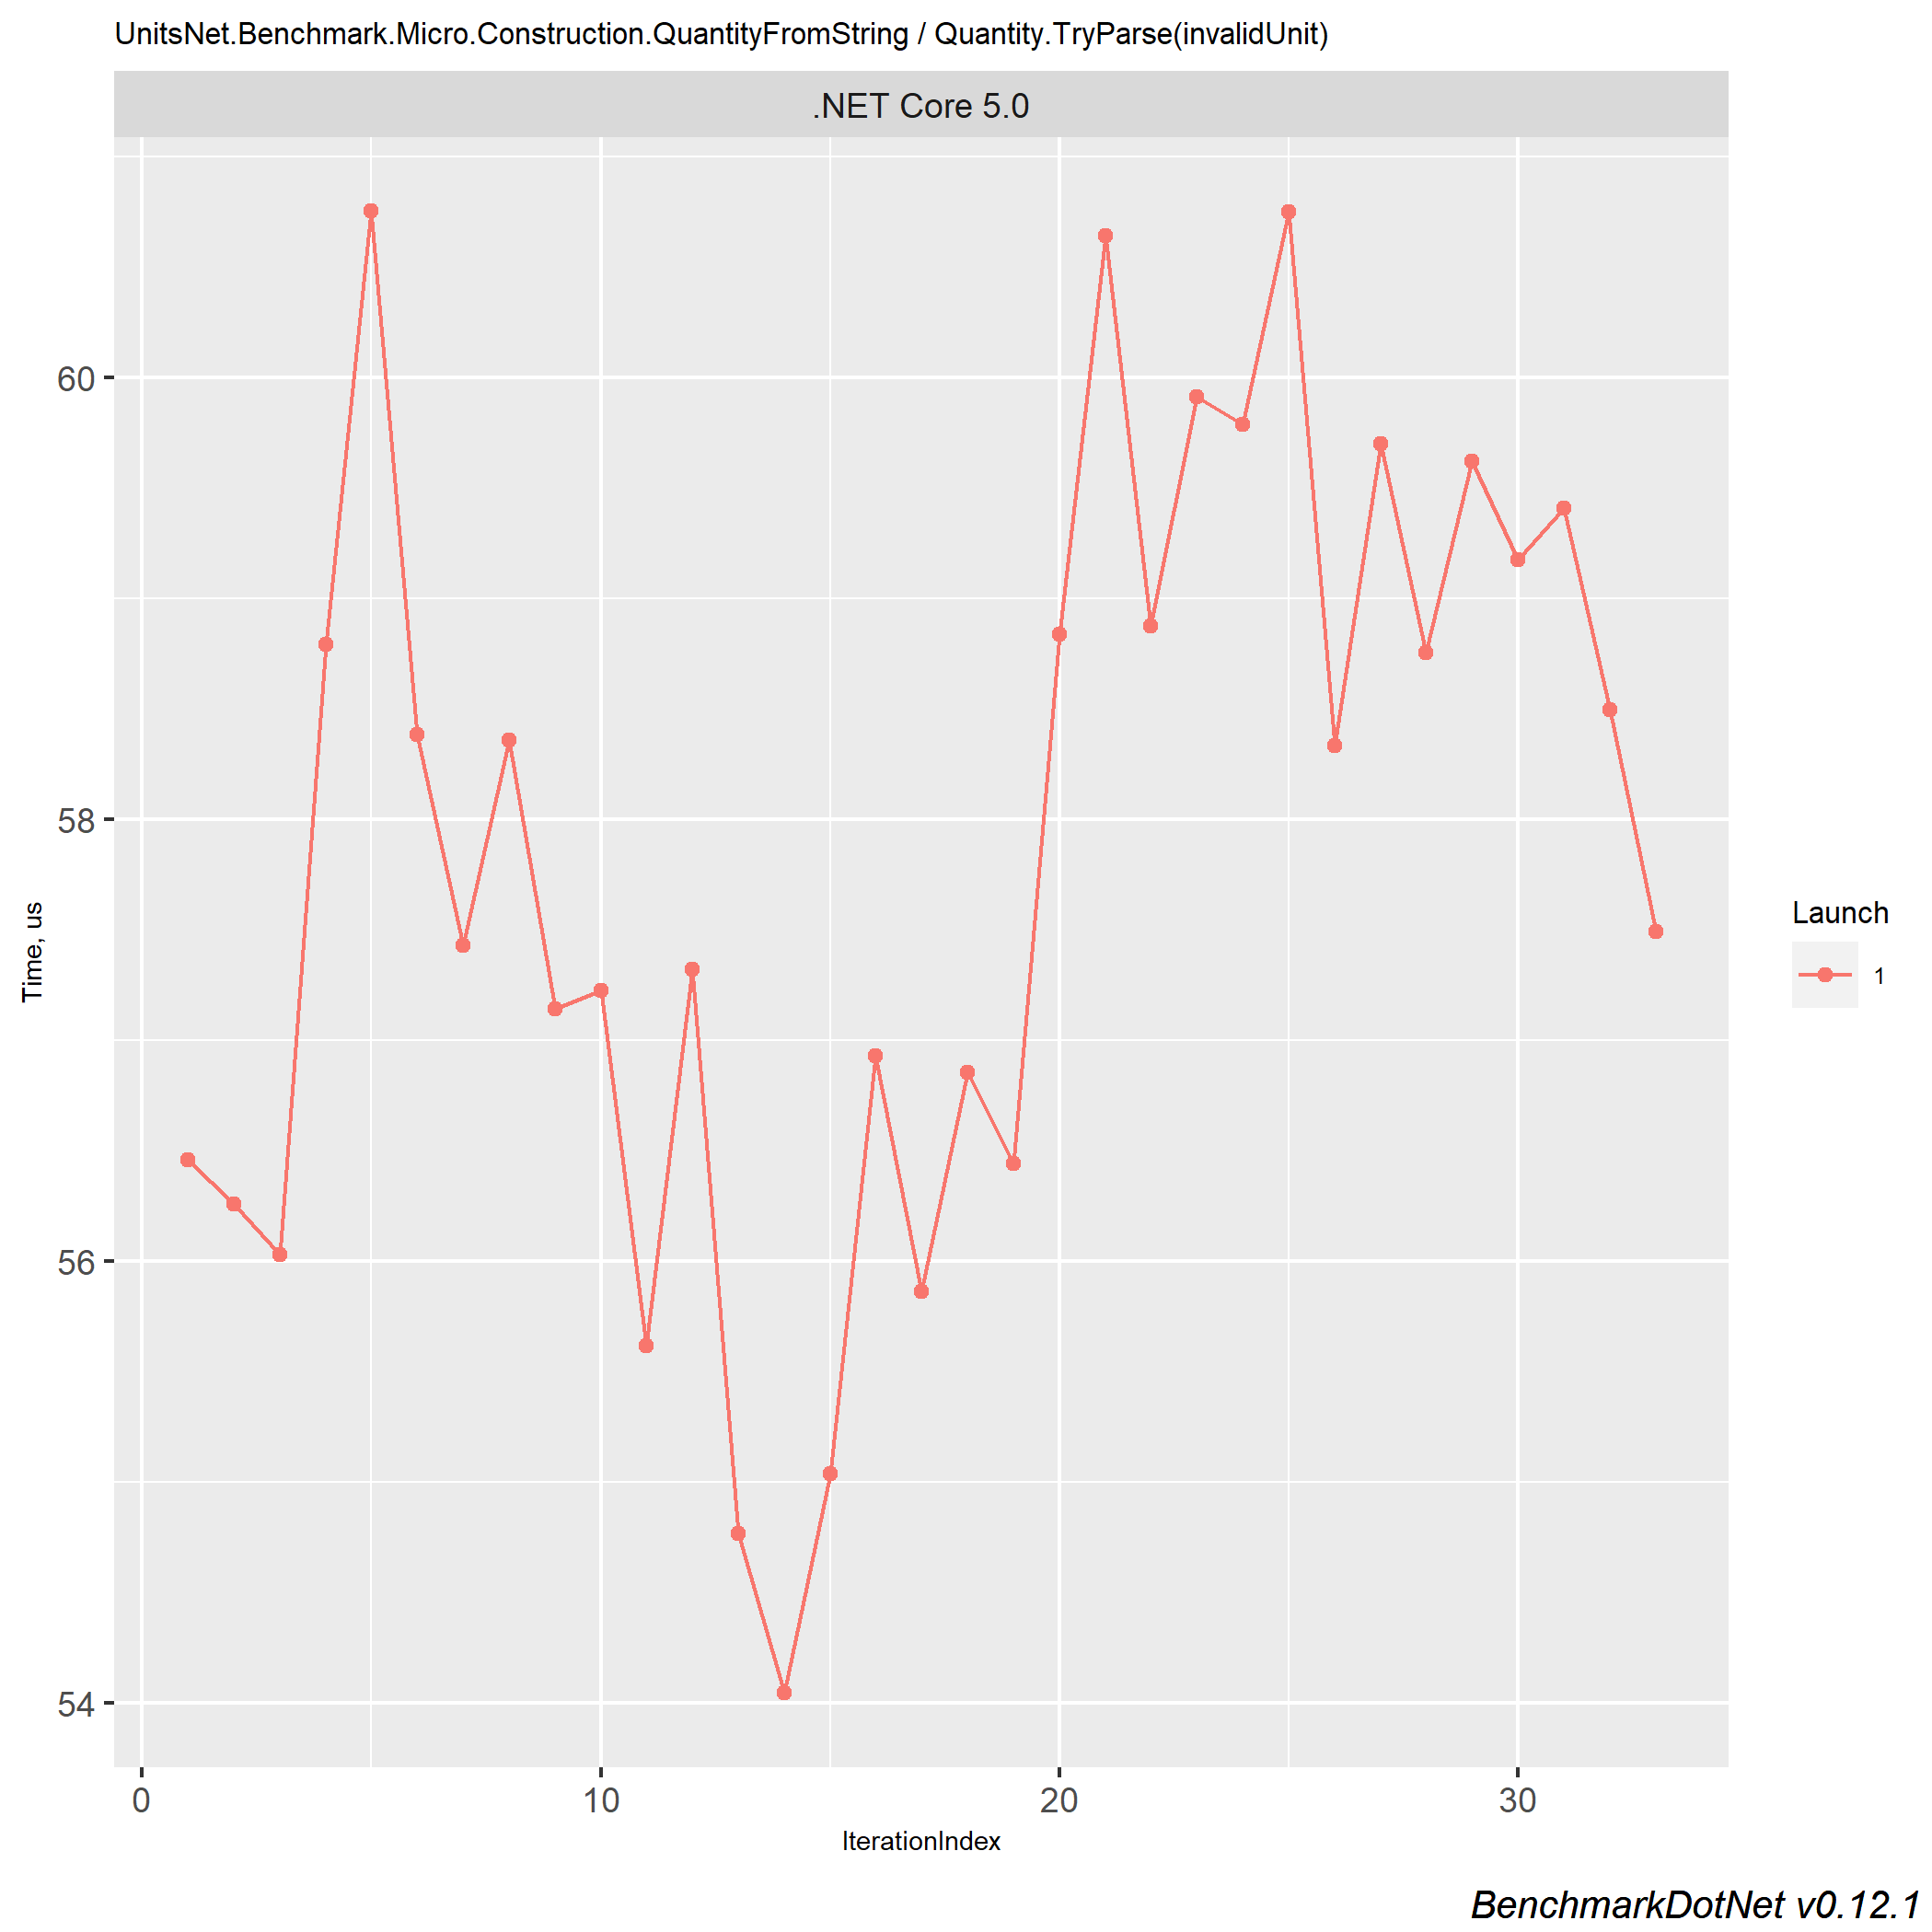 UnitsNet.Benchmark.Micro.Construction.QuantityFromString / Quantity.TryParse(invalidUnit)
.NET Core 5.0
60
58
56
54
Time, us
0 10 20 30
IterationIndex
Launch
1
BenchmarkDotNet v0.12.1